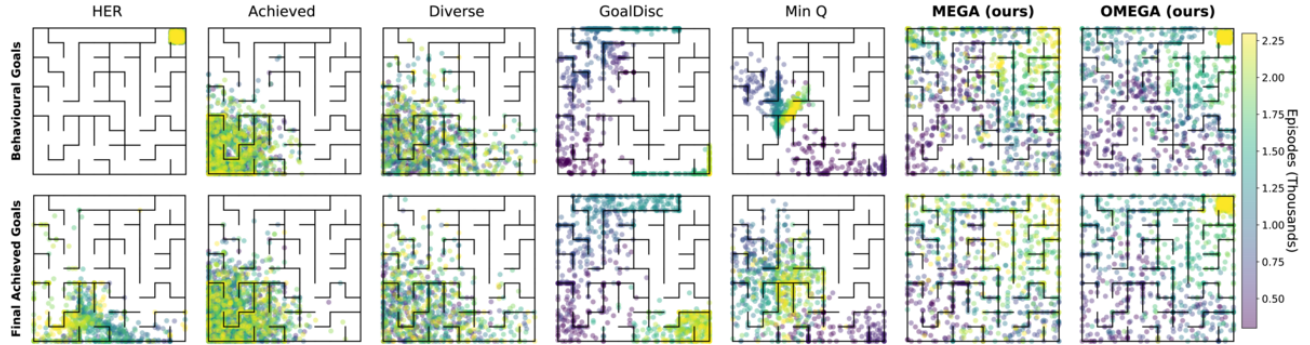 HER
Achieved
Diverse
GoalDisc
Min Q
MEGA (ours)
OMEGA (ours)
Behavioural Goals
Final Achieved Goals
2.25
2.00
1.75
1.50
1.25
1.00
0.75
0.50
Episodes (Thousands)